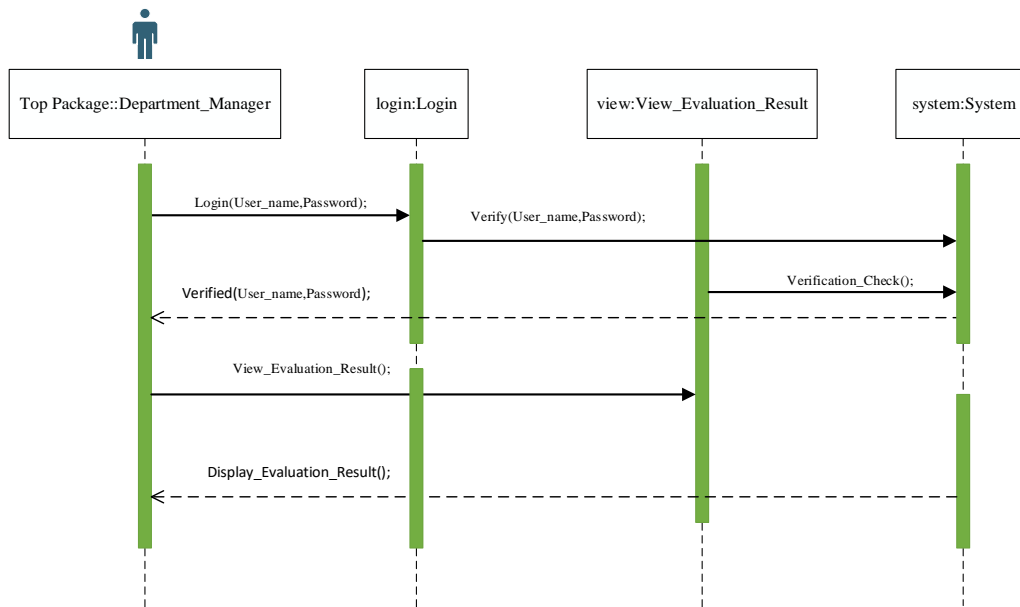 Top Package::Department_Manager
login:Login
view:View_Evaluation_Result
system:System
Login(User_name,Password);
Verify(User_name,Password);
Verification_Check();
Verified(User_name,Password);
View_Evaluation_Result();
Display_Evaluation_Result();